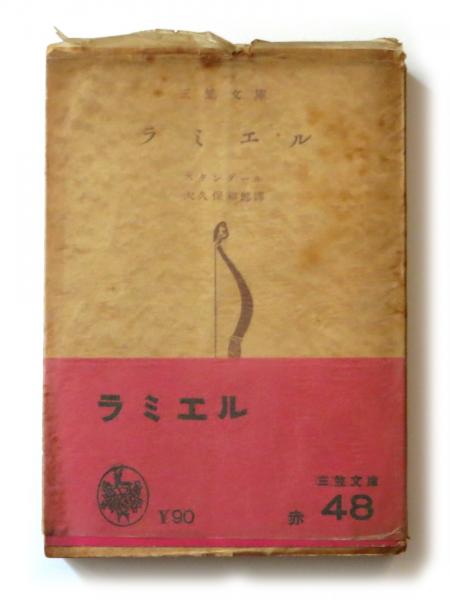 三笠文庫
ラミエル
スタンダール
大久保和郎譯
ラミエル
¥90
三笠文庫
赤 48